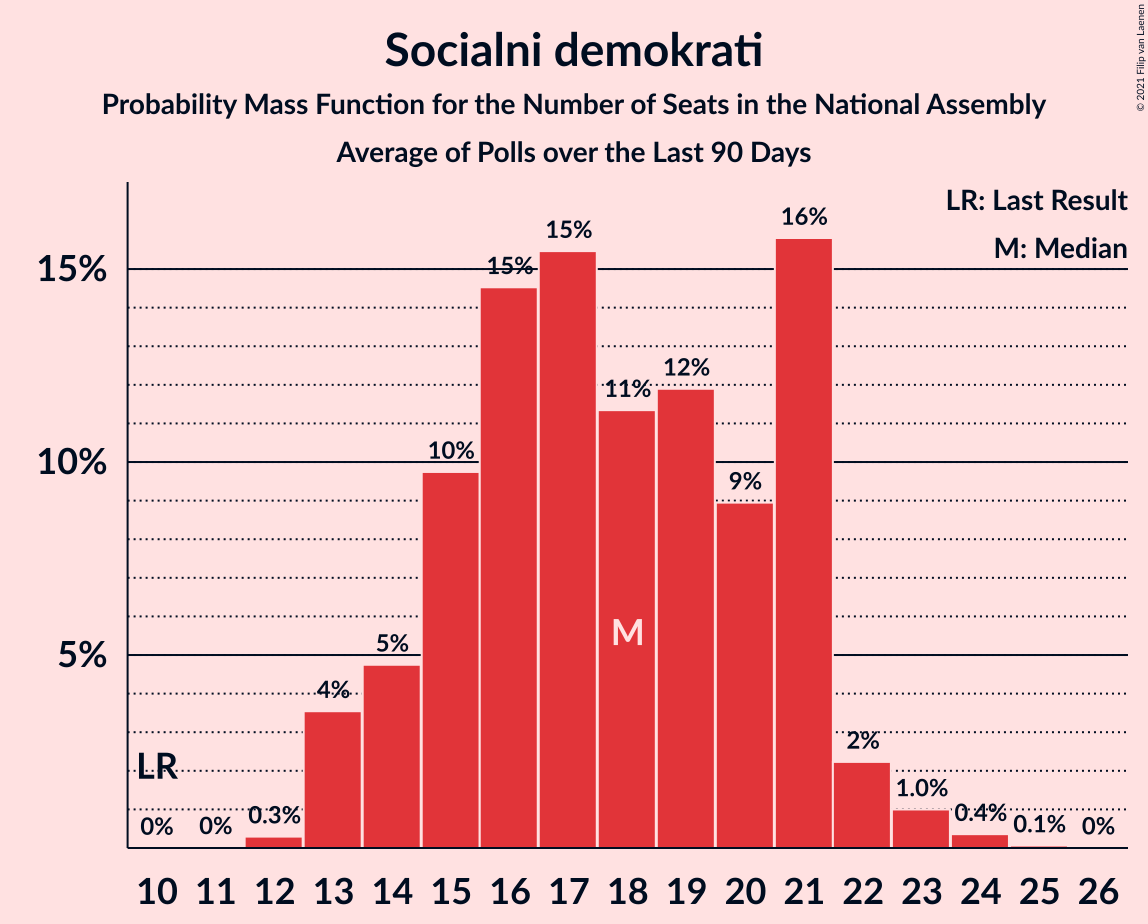 Socialni demokrati
Probability Mass Function for the Number of Seats in the National Assembly
Average of Polls over the Last 90 Days
© 2021 Filip van Laenen
LR: Last Result
M: Median
15%
10%
5%
LR
0%
0%
0.3%
4%
5%
10%
15%
15%
11%
12%
9%
16%
2%
1.0%
0.4%
0.1%
0%
M
10 11 12 13 14 15 16 17 18 19 20 21 22 23 24 25 26